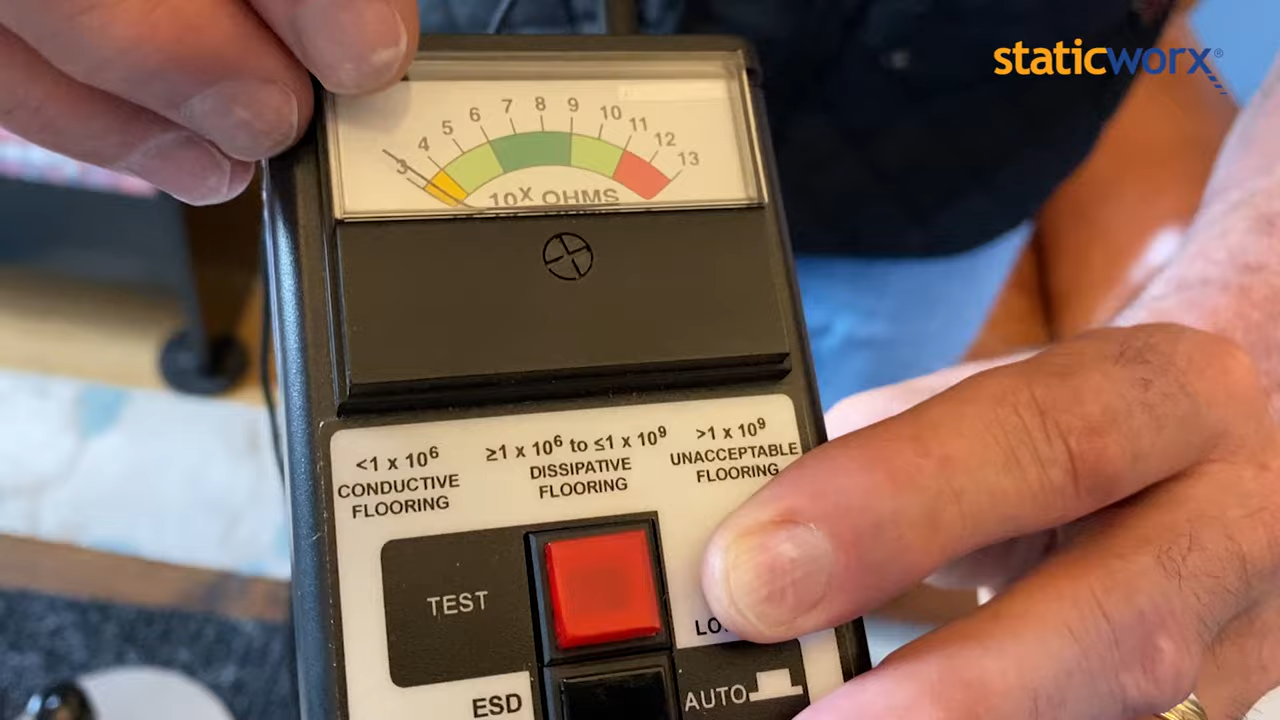 staticworx®
3 4 5 6 7 8 9 10 11 12 13
10ˣ OHMS
<1 x 10⁶
CONDUCTIVE
FLOORING
≥1 x 10⁶ to ≤1 x 10⁹
DISSIPATIVE
FLOORING
>1 x 10⁹
UNACCEPTABLE
FLOORING
TEST
ESD
AUTO